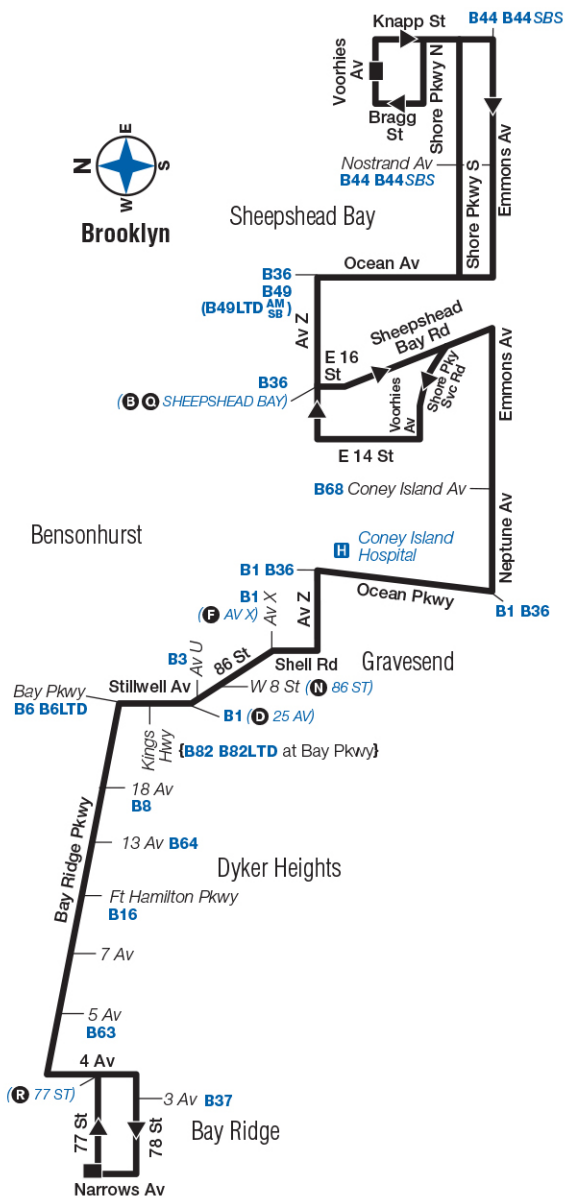 Knapp St
B44 B44SBS
Voorhies
Av
Bragg
St
Shore Pkwy N
Nostrand Av
B44 B44SBS
Shore Pkwy S
Emmons Av
N
E
S
W
Brooklyn
Sheepshead Bay
Ocean Av
B36
B49
(B49LTD AM
SB)
Av Z
Sheepshead
Bay Rd
E 16
St
B36
(B Q SHEEPSHEAD BAY)
Voorhies
Av
Shore Pky
Svc Rd
Emmons Av
E 14 St
B68 Coney Island Av
Bensonhurst
H Coney Island
Hospital
Neptune Av
B1 B36
Ocean Pkwy
B1 B36
B1
(F AV X)
Av X
Av Z
Shell Rd
Gravesend
B3
Av U
86 St
W 8 St (N 86 ST)
Bay Pkwy
B6 B6LTD
Stillwell Av
B1 (D 25 AV)
Kings
Hwy
{B82 B82LTD at Bay Pkwy}
18 Av
B8
Bay Ridge Pkwy
13 Av B64
Dyker Heights
Ft Hamilton Pkwy
B16
7 Av
5 Av
B63
4 Av
(R 77 ST)
77 St
78 St
3 Av B37
Bay Ridge
Narrows Av